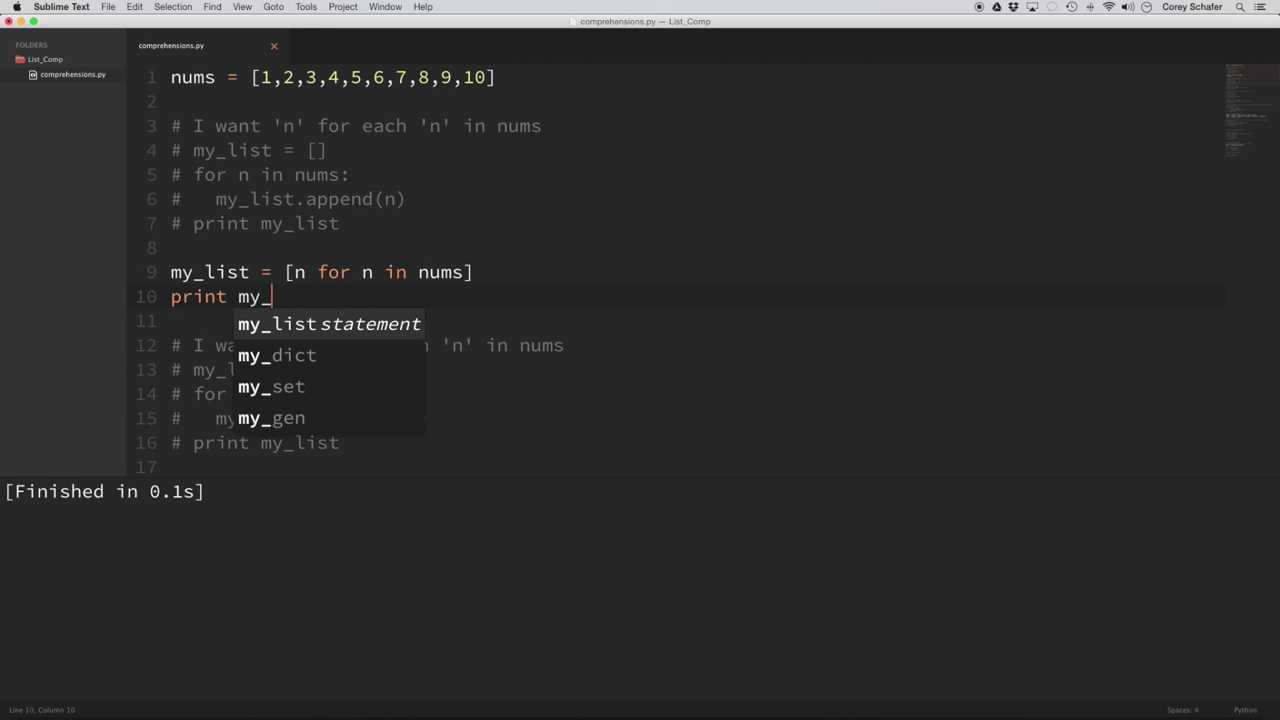 Sublime Text File Edit Selection Find View Goto Tools Project Window Help Corey Schafer
comprehensions.py — List_Comp
FOLDERS
List_Comp
comprehensions.py
comprehensions.py
1 nums = [1,2,3,4,5,6,7,8,9,10]
2
3 # I want 'n' for each 'n' in nums
4 # my_list = []
5 # for n in nums:
6 # my_list.append(n)
7 # print my_list
8
9 my_list = [n for n in nums]
10 print my_
my_list statement
11
12 # I wa 'n' in nums
my_dict
13 # my_l
my_set
14 # for
my_gen
15 # my
16 # print my_list
17
[Finished in 0.1s]
Line 10, Column 10 Spaces: 4 Python